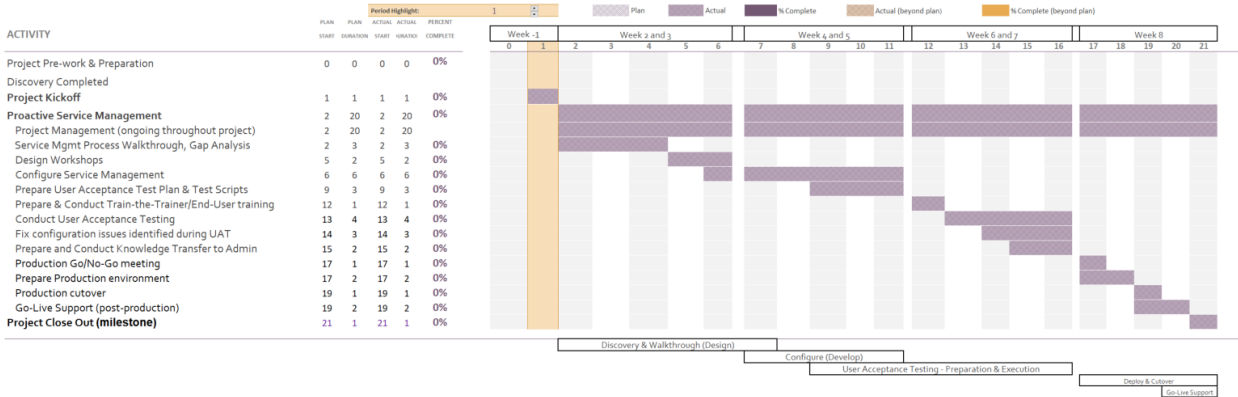 Period Highlight: 1 Plan Actual % Complete Actual (beyond plan) % Complete (beyond plan)
PLAN PLAN ACTUAL ACTUAL PERCENT
ACTIVITY START DURATION START DURATION COMPLETE Week -1 Week 2 and 3 Week 4 and 5 Week 6 and 7 Week 8
0 1 2 3 4 5 6 7 8 9 10 11 12 13 14 15 16 17 18 19 20 21
Project Pre-work & Preparation 0 0 0 0 0%
Discovery Completed
Project Kickoff 1 1 1 1 0%
Proactive Service Management 2 20 2 20 0%
Project Management (ongoing throughout project) 2 20 2 20
Service Mgmt Process Walkthrough, Gap Analysis 2 3 2 3 0%
Design Workshops 5 2 5 2 0%
Configure Service Management 6 6 6 6 0%
Prepare User Acceptance Test Plan & Test Scripts 9 3 9 3 0%
Prepare & Conduct Train-the-Trainer/End-User training 12 1 12 1 0%
Conduct User Acceptance Testing 13 4 13 4 0%
Fix configuration issues identified during UAT 14 3 14 3 0%
Prepare and Conduct Knowledge Transfer to Admin 15 2 15 2 0%
Production Go/No-Go meeting 17 1 17 1 0%
Prepare Production environment 17 2 17 2 0%
Production cutover 19 1 19 1 0%
Go-Live Support (post-production) 19 2 19 2 0%
Project Close Out (milestone) 21 1 21 1 0%
Discovery & Walkthrough (Design)
Configure (Develop)
User Acceptance Testing - Preparation & Execution
Deploy & Cutover
Go-Live Support